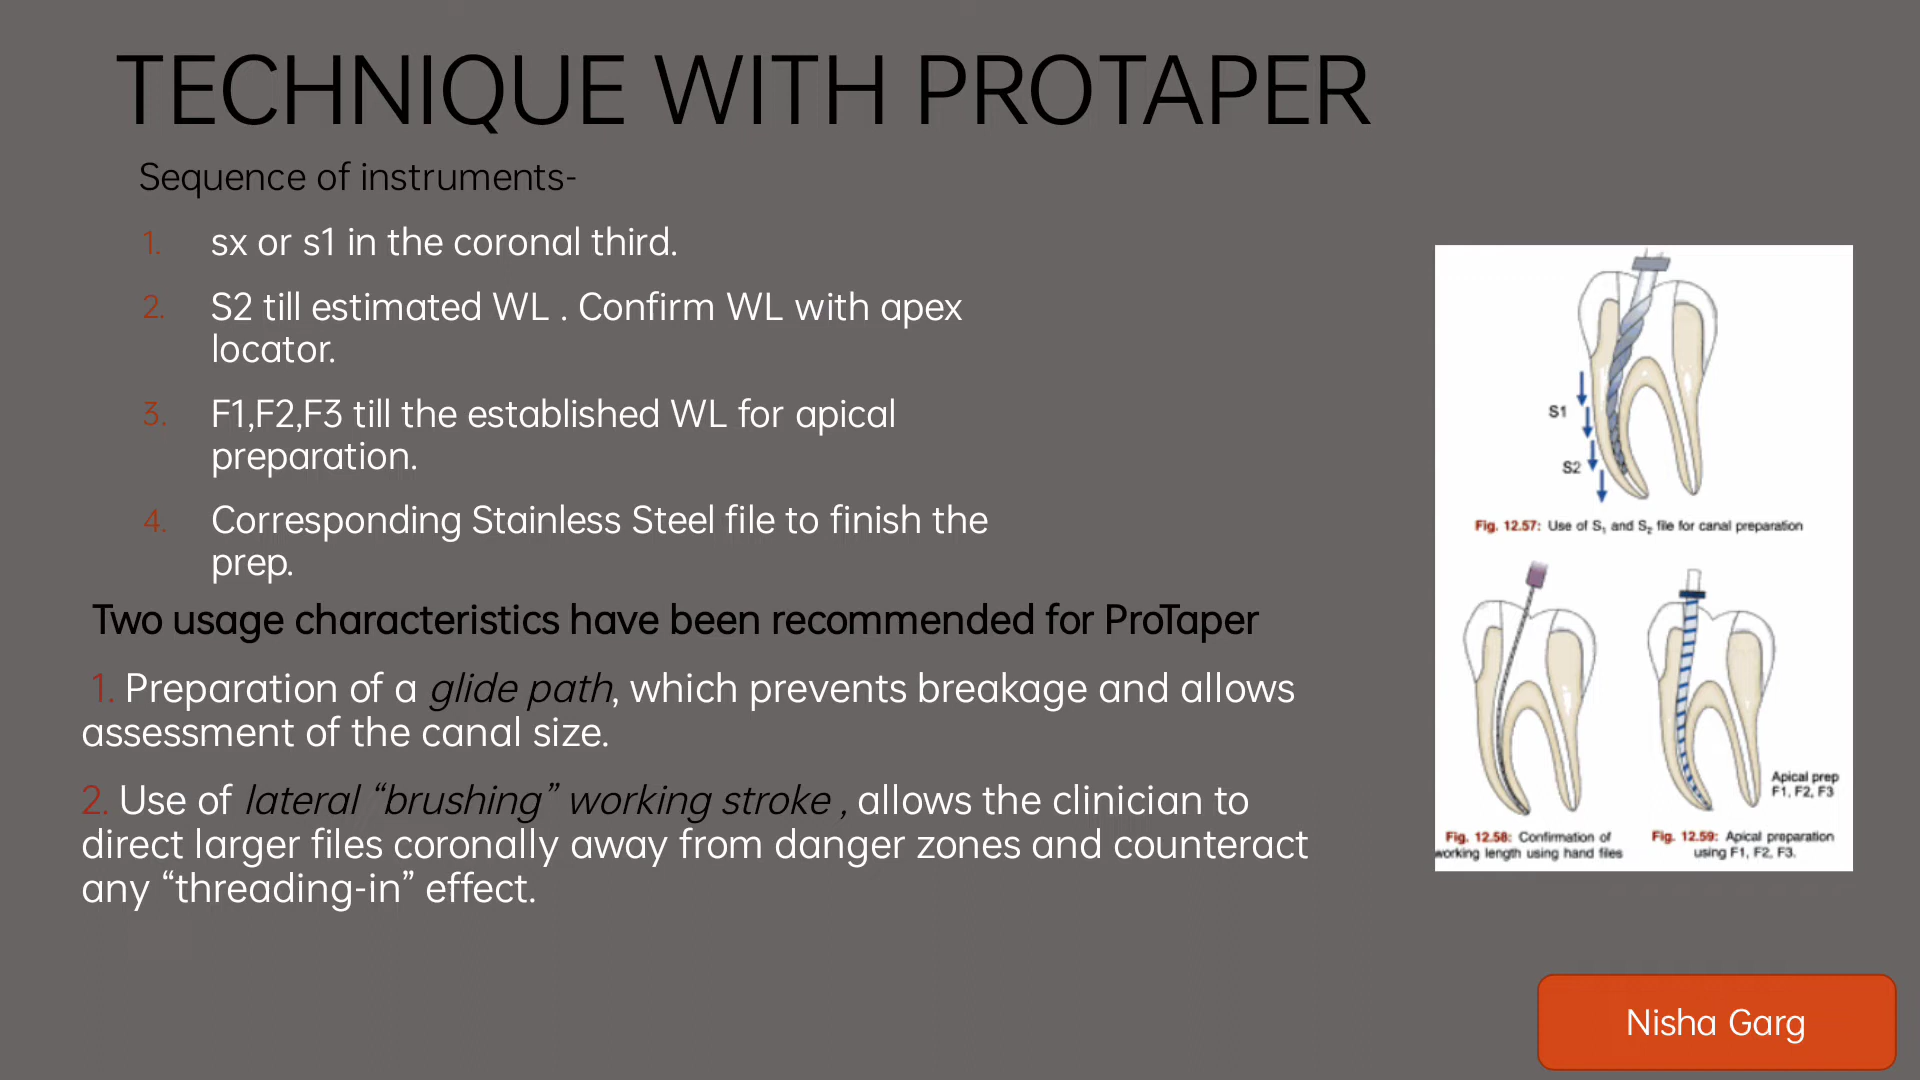 TECHNIQUE WITH PROTAPER
Sequence of instruments-
1. sx or s1 in the coronal third.
2. S2 till estimated WL . Confirm WL with apex
locator.
3. F1,F2,F3 till the established WL for apical
preparation.
4. Corresponding Stainless Steel file to finish the
prep.
Two usage characteristics have been recommended for ProTaper
1. Preparation of a glide path, which prevents breakage and allows
assessment of the canal size.
2. Use of lateral “brushing” working stroke , allows the clinician to
direct larger files coronally away from danger zones and counteract
any “threading-in” effect.
S1
S2
Fig. 12.57: Use of S₁ and S₂ file for canal preparation
Apical prep
F1, F2, F3
Fig. 12.58: Confirmation of
working length using hand files
Fig. 12.59: Apical preparation
using F1, F2, F3.
Nisha Garg